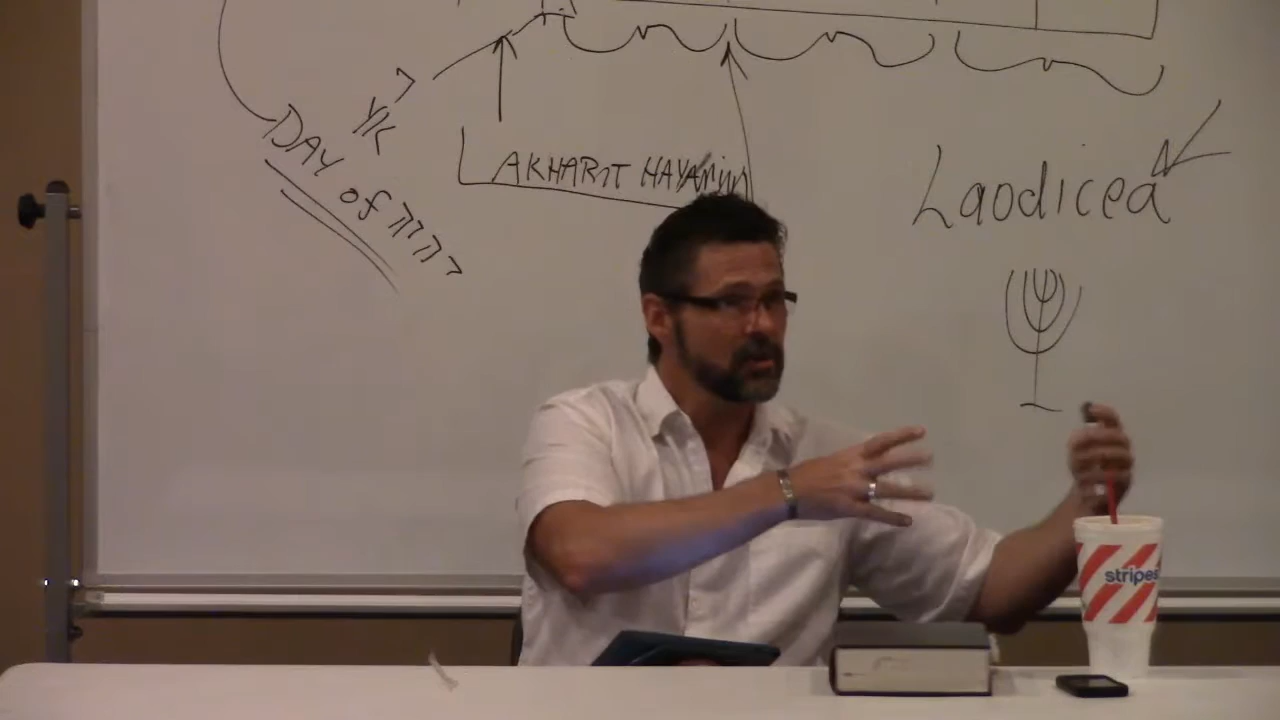 YK
DAY of יהוה
AKHARIT HAYAmim
Laodicea
stripes